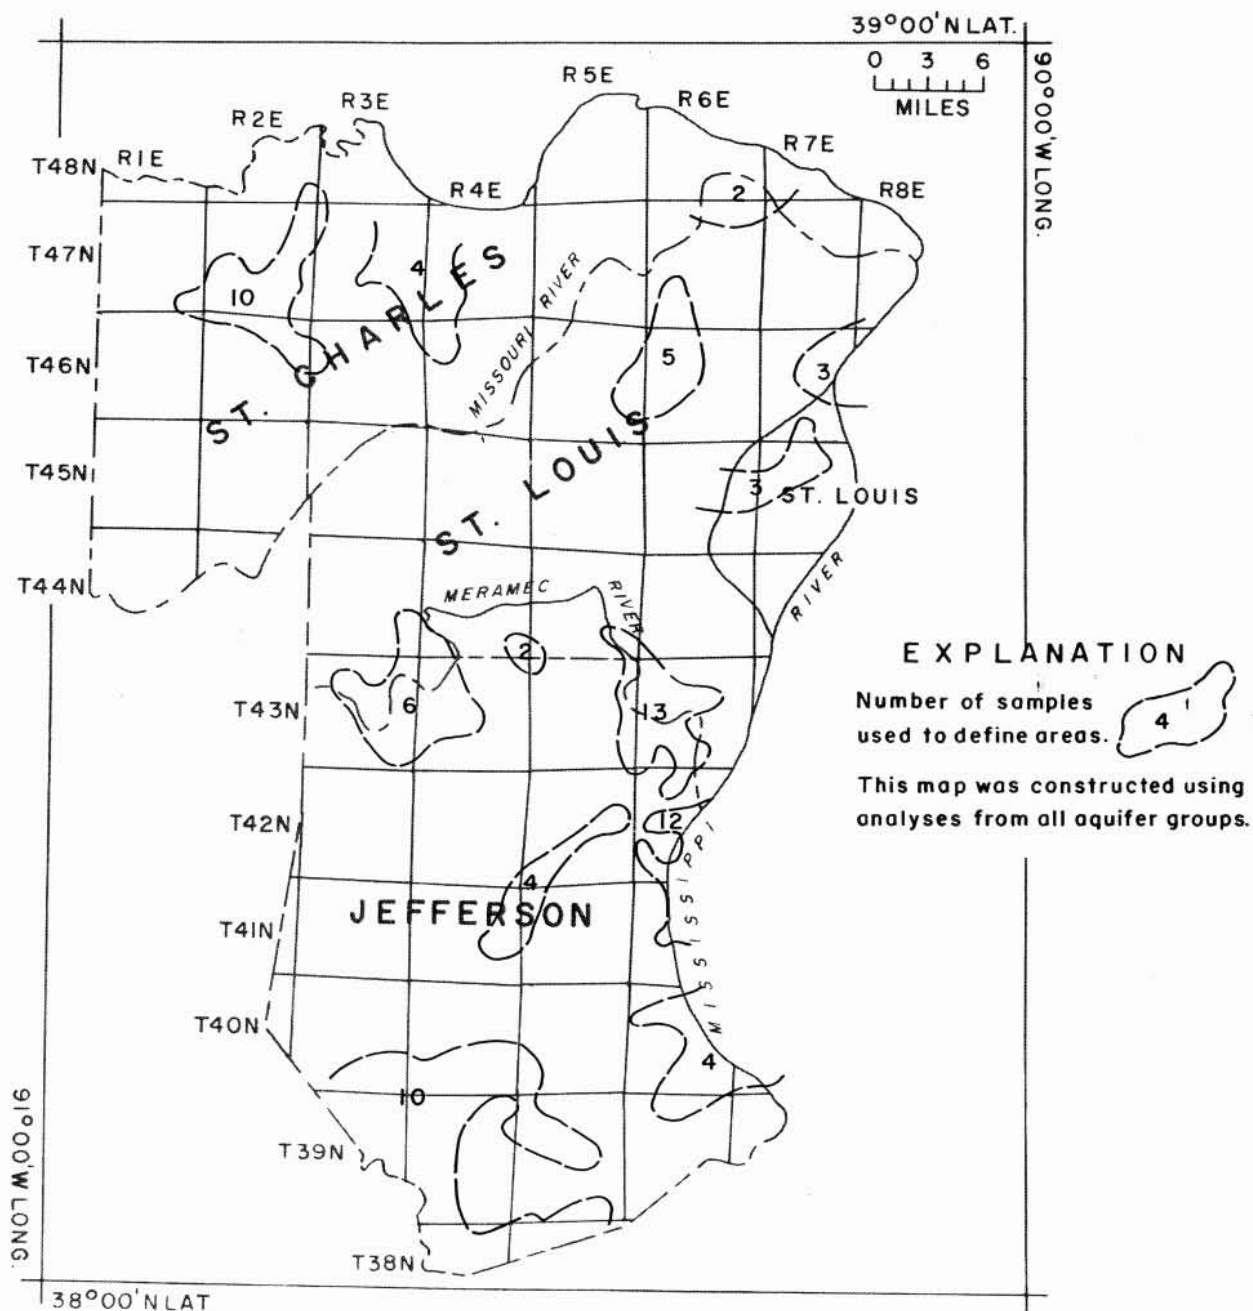 39°00'N LAT.
0 3 6
MILES
90°00'W LONG.
R5E
R6E
R3E
R2E
R7E
R1E
T48N
R4E
R8E
2
T47N
4
10
ST. CHARLES
MISSOURI RIVER
T46N
5
3
T45N
ST. LOUIS
3
ST. LOUIS
T44N
MERAMEC RIVER
RIVER
2
T43N
6
13
EXPLANATION
Number of samples
used to define areas.
4
This map was constructed using
analyses from all aquifer groups.
T42N
12
4
JEFFERSON
T41N
MISSISSIPPI
T40N
4
10
91°00'W LONG.
T39N
T38N
38°00'N LAT